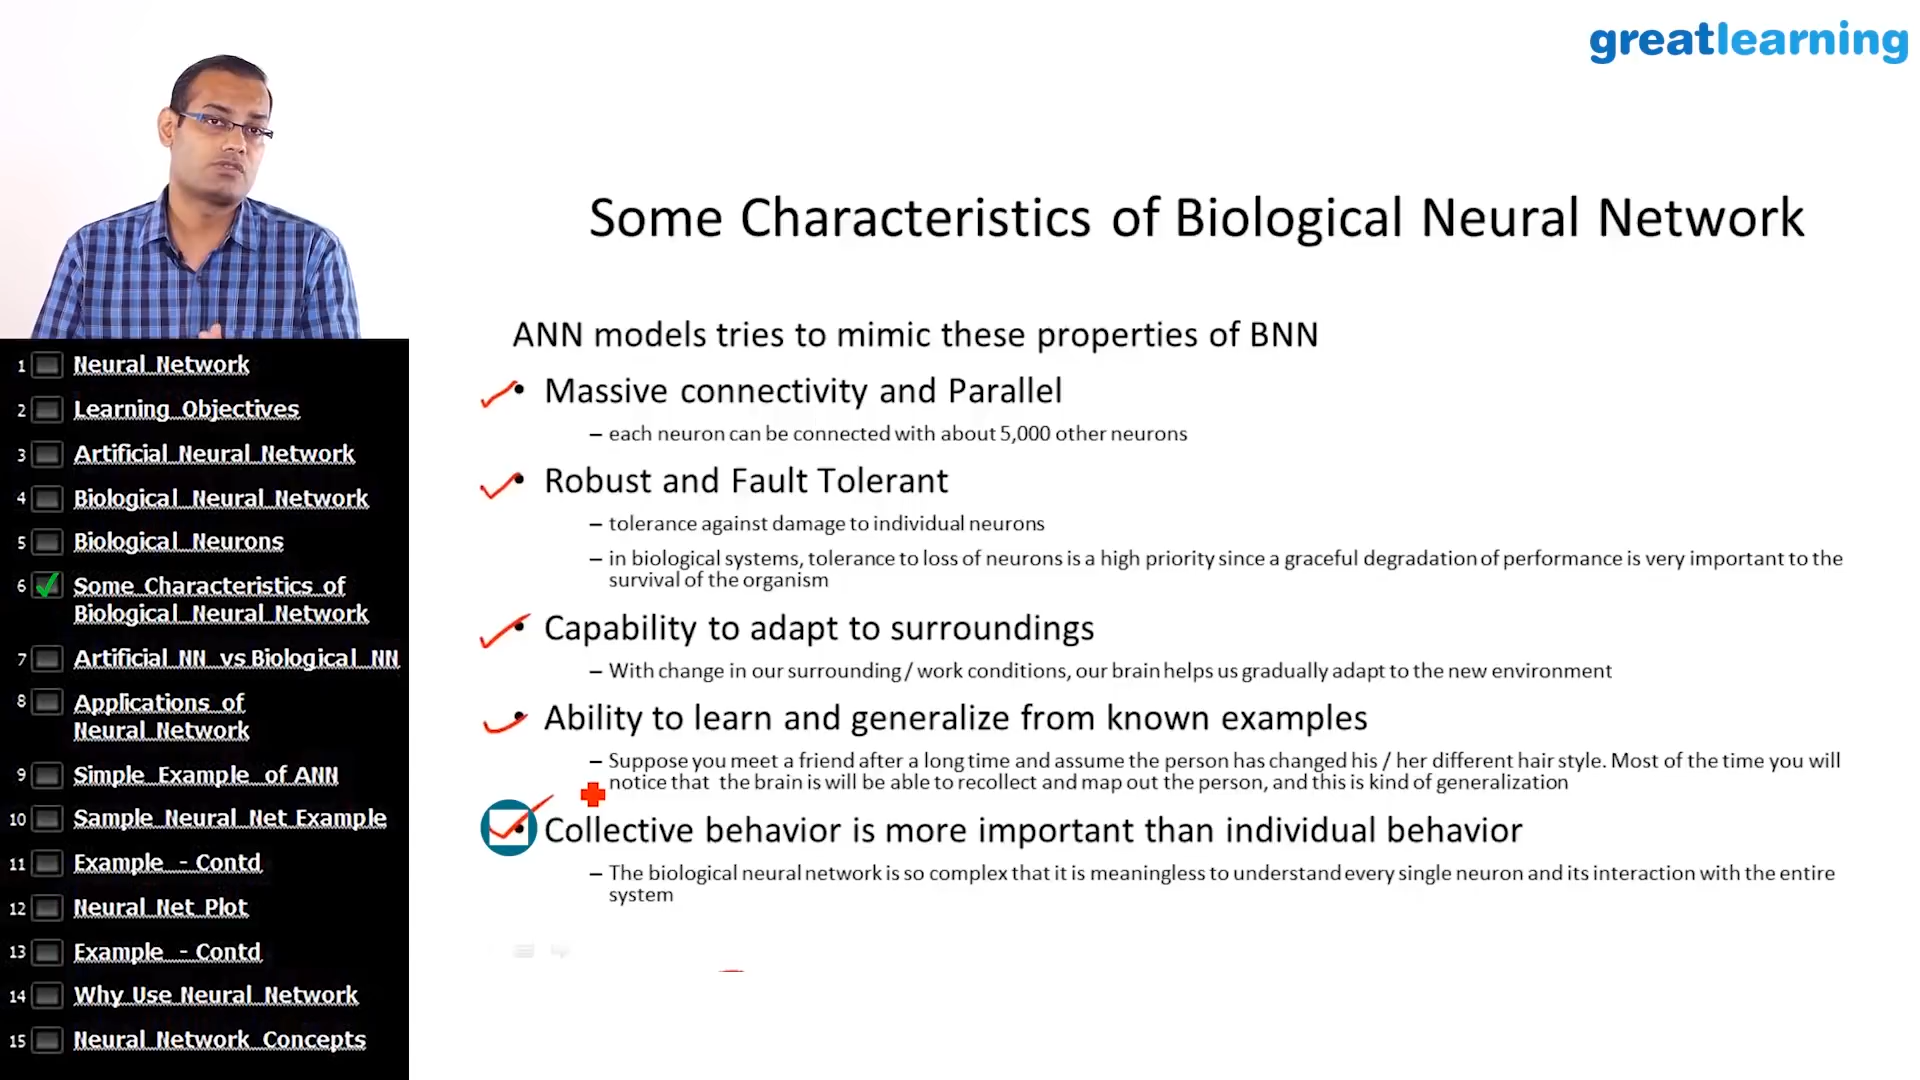 greatlearning
Some Characteristics of Biological Neural Network
ANN models tries to mimic these properties of BNN
• Massive connectivity and Parallel
– each neuron can be connected with about 5,000 other neurons
• Robust and Fault Tolerant
– tolerance against damage to individual neurons
– in biological systems, tolerance to loss of neurons is a high priority since a graceful degradation of performance is very important to the
survival of the organism
• Capability to adapt to surroundings
– With change in our surrounding / work conditions, our brain helps us gradually adapt to the new environment
• Ability to learn and generalize from known examples
– Suppose you meet a friend after a long time and assume the person has changed his / her different hair style. Most of the time you will
notice that the brain is will be able to recollect and map out the person, and this is kind of generalization
• Collective behavior is more important than individual behavior
– The biological neural network is so complex that it is meaningless to understand every single neuron and its interaction with the entire
system
1 Neural Network
2 Learning Objectives
3 Artificial Neural Network
4 Biological Neural Network
5 Biological Neurons
6 Some Characteristics of
Biological Neural Network
7 Artificial NN vs Biological NN
8 Applications of
Neural Network
9 Simple Example of ANN
10 Sample Neural Net Example
11 Example - Contd
12 Neural Net Plot
13 Example - Contd
14 Why Use Neural Network
15 Neural Network Concepts